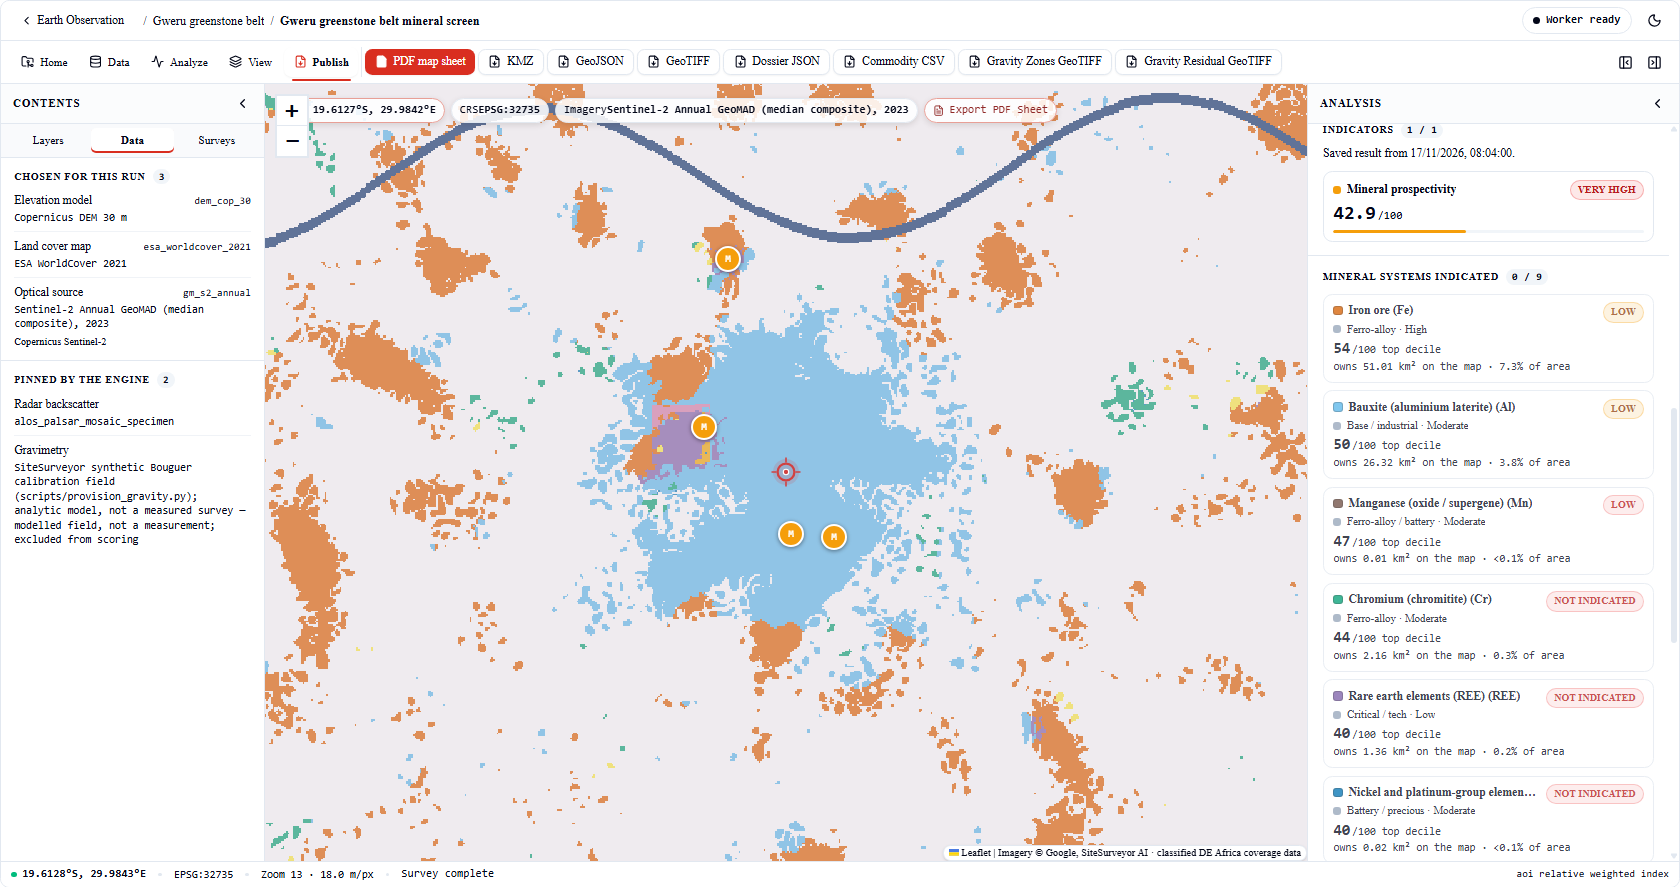 Earth Observation / Gweru greenstone belt / Gweru greenstone belt mineral screen
Worker ready
Home Data Analyze View Publish PDF map sheet KMZ GeoJSON GeoTIFF Dossier JSON Commodity CSV Gravity Zones GeoTIFF Gravity Residual GeoTIFF
CONTENTS
Layers Data Surveys
CHOSEN FOR THIS RUN 3
Elevation model dem_cop_30
Copernicus DEM 30 m
Land cover map esa_worldcover_2021
ESA WorldCover 2021
Optical source gm_s2_annual
Sentinel-2 Annual GeoMAD (median
composite), 2023
Copernicus Sentinel-2
PINNED BY THE ENGINE 2
Radar backscatter
alos_palsar_mosaic_specimen
Gravimetry
SiteSurveyor synthetic Bouguer
calibration field
(scripts/provision_gravity.py);
analytic model, not a measured survey —
modelled field, not a measurement;
excluded from scoring
+
−
19.6127°S, 29.9842°E CRSEPSG:32735 ImagerySentinel-2 Annual GeoMAD (median composite), 2023 Export PDF Sheet
M
M
M
M
Leaflet | Imagery © Google, SiteSurveyor AI · classified DE Africa coverage data
ANALYSIS
INDICATORS 1 / 1
Saved result from 17/11/2026, 08:04:00.
Mineral prospectivity VERY HIGH
42.9/100
MINERAL SYSTEMS INDICATED 0 / 9
Iron ore (Fe) LOW
Ferro-alloy · High
54/100 top decile
owns 51.01 km² on the map · 7.3% of area
Bauxite (aluminium laterite) (Al) LOW
Base / industrial · Moderate
50/100 top decile
owns 26.32 km² on the map · 3.8% of area
Manganese (oxide / supergene) (Mn) LOW
Ferro-alloy / battery · Moderate
47/100 top decile
owns 0.01 km² on the map · <0.1% of area
Chromium (chromitite) (Cr) NOT INDICATED
Ferro-alloy · Moderate
44/100 top decile
owns 2.16 km² on the map · 0.3% of area
Rare earth elements (REE) (REE) NOT INDICATED
Critical / tech · Low
40/100 top decile
owns 1.36 km² on the map · 0.2% of area
Nickel and platinum-group elemen... NOT INDICATED
Battery / precious · Moderate
40/100 top decile
owns 0.02 km² on the map · <0.1% of area
19.6128°S, 29.9843°E EPSG:32735 Zoom 13 · 18.0 m/px Survey complete
aoi relative weighted index